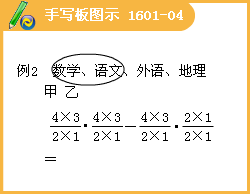 手写板图示 1601-04
例2 数学、语文、外语、地理
甲 乙
4×3/2×1 · 4×3/2×1 − 4×3/2×1 · 2×1/2×1
＝